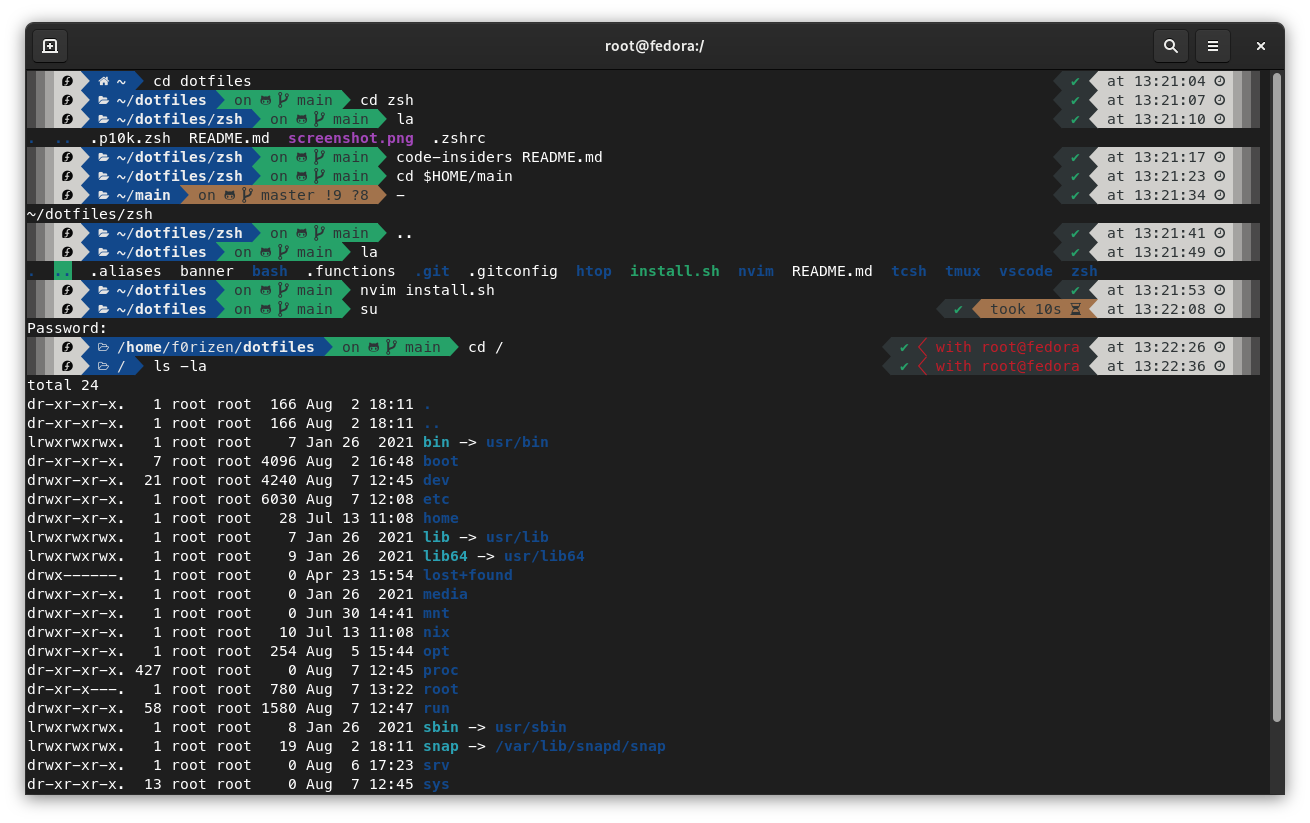 root@fedora:/
~ cd dotfiles ✔ at 13:21:04
~/dotfiles on main cd zsh ✔ at 13:21:07
~/dotfiles/zsh on main la ✔ at 13:21:10
. .. .p10k.zsh README.md screenshot.png .zshrc
~/dotfiles/zsh on main code-insiders README.md ✔ at 13:21:17
~/dotfiles/zsh on main cd $HOME/main ✔ at 13:21:23
~/main on master !9 ?8 - ✔ at 13:21:34
~/dotfiles/zsh
~/dotfiles/zsh on main .. ✔ at 13:21:41
~/dotfiles on main la ✔ at 13:21:49
. .. .aliases banner bash .functions .git .gitconfig htop install.sh nvim README.md tcsh tmux vscode zsh
~/dotfiles on main nvim install.sh ✔ at 13:21:53
~/dotfiles on main su ✔ took 10s at 13:22:08
Password:
/home/f0rizen/dotfiles on main cd / ✔ with root@fedora at 13:22:26
/ ls -la ✔ with root@fedora at 13:22:36
total 24
dr-xr-xr-x. 1 root root 166 Aug 2 18:11 .
dr-xr-xr-x. 1 root root 166 Aug 2 18:11 ..
lrwxrwxrwx. 1 root root 7 Jan 26 2021 bin -> usr/bin
dr-xr-xr-x. 7 root root 4096 Aug 2 16:48 boot
drwxr-xr-x. 21 root root 4240 Aug 7 12:45 dev
drwxr-xr-x. 1 root root 6030 Aug 7 12:08 etc
drwxr-xr-x. 1 root root 28 Jul 13 11:08 home
lrwxrwxrwx. 1 root root 7 Jan 26 2021 lib -> usr/lib
lrwxrwxrwx. 1 root root 9 Jan 26 2021 lib64 -> usr/lib64
drwx------. 1 root root 0 Apr 23 15:54 lost+found
drwxr-xr-x. 1 root root 0 Jan 26 2021 media
drwxr-xr-x. 1 root root 0 Jun 30 14:41 mnt
drwxr-xr-x. 1 root root 10 Jul 13 11:08 nix
drwxr-xr-x. 1 root root 254 Aug 5 15:44 opt
dr-xr-xr-x. 427 root root 0 Aug 7 12:45 proc
dr-xr-x---. 1 root root 780 Aug 7 13:22 root
drwxr-xr-x. 58 root root 1580 Aug 7 12:47 run
lrwxrwxrwx. 1 root root 8 Jan 26 2021 sbin -> usr/sbin
lrwxrwxrwx. 1 root root 19 Aug 2 18:11 snap -> /var/lib/snapd/snap
drwxr-xr-x. 1 root root 0 Aug 6 17:23 srv
dr-xr-xr-x. 13 root root 0 Aug 7 12:45 sys